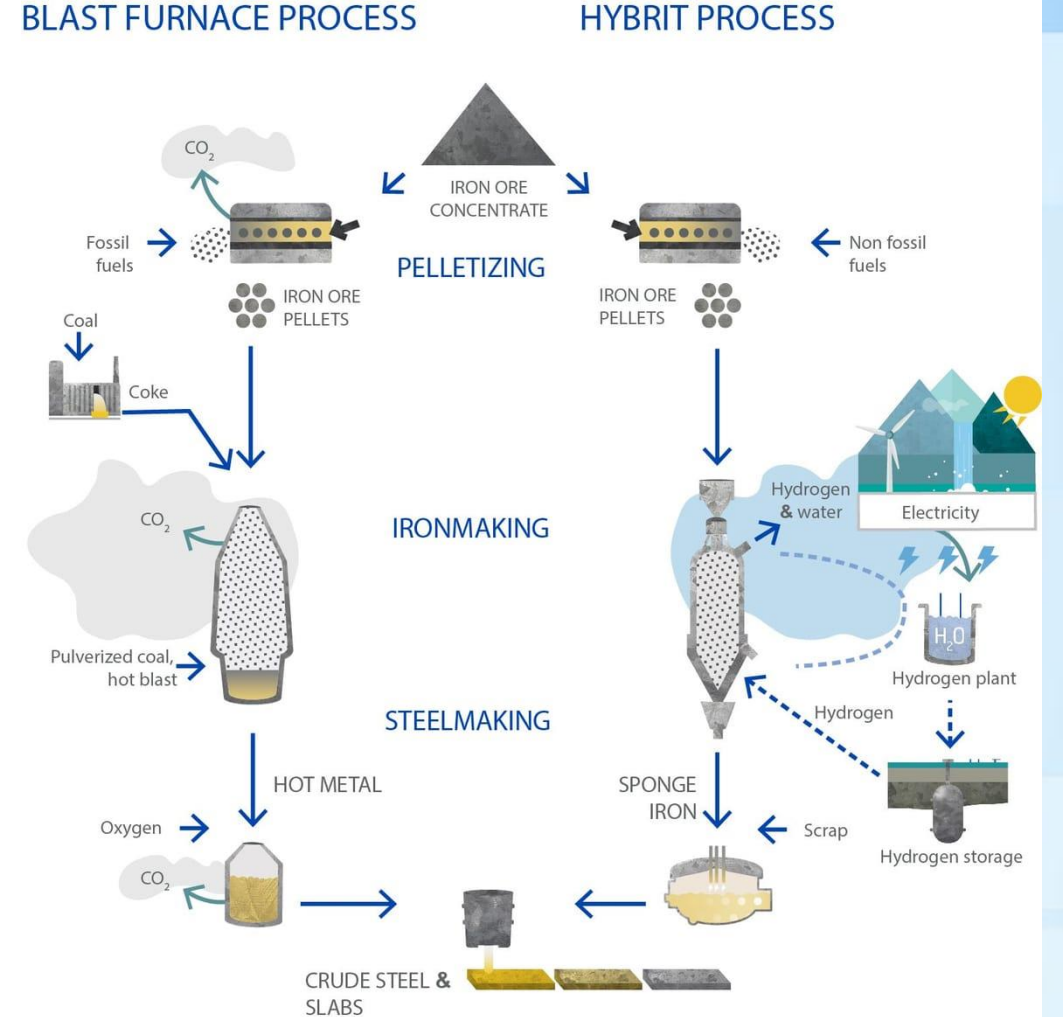 BLAST FURNACE PROCESS
HYBRIT PROCESS
CO2
IRON ORE
CONCENTRATE
Fossil
fuels
Non fossil
fuels
PELLETIZING
IRON ORE
PELLETS
IRON ORE
PELLETS
Coal
Coke
CO2
IRONMAKING
Hydrogen
& water
Electricity
Pulverized coal,
hot blast
H2O
Hydrogen plant
STEELMAKING
Hydrogen
HOT METAL
SPONGE
IRON
Oxygen
Scrap
Hydrogen storage
CO2
CRUDE STEEL &
SLABS